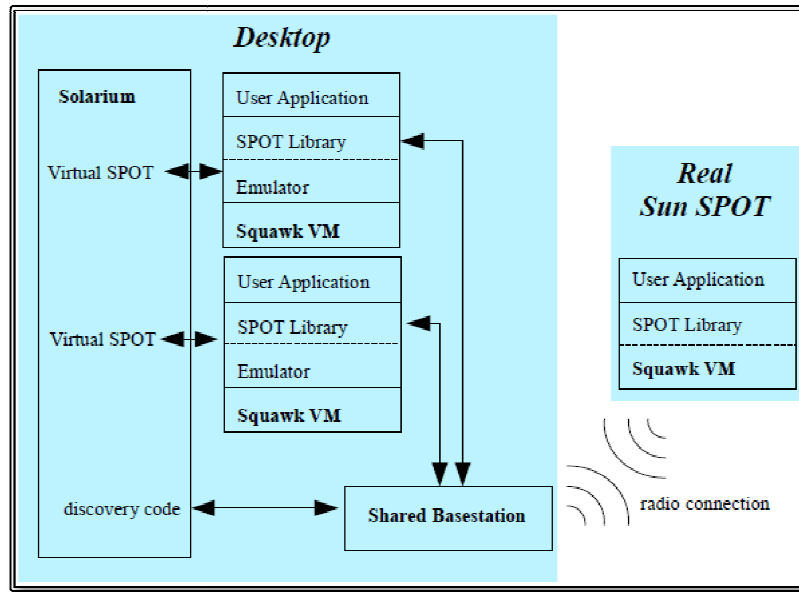 Desktop
Solarium
Virtual SPOT
Virtual SPOT
discovery code
User Application
SPOT Library
Emulator
Squawk VM
User Application
SPOT Library
Emulator
Squawk VM
Shared Basestation
Real
Sun SPOT
User Application
SPOT Library
Squawk VM
radio connection